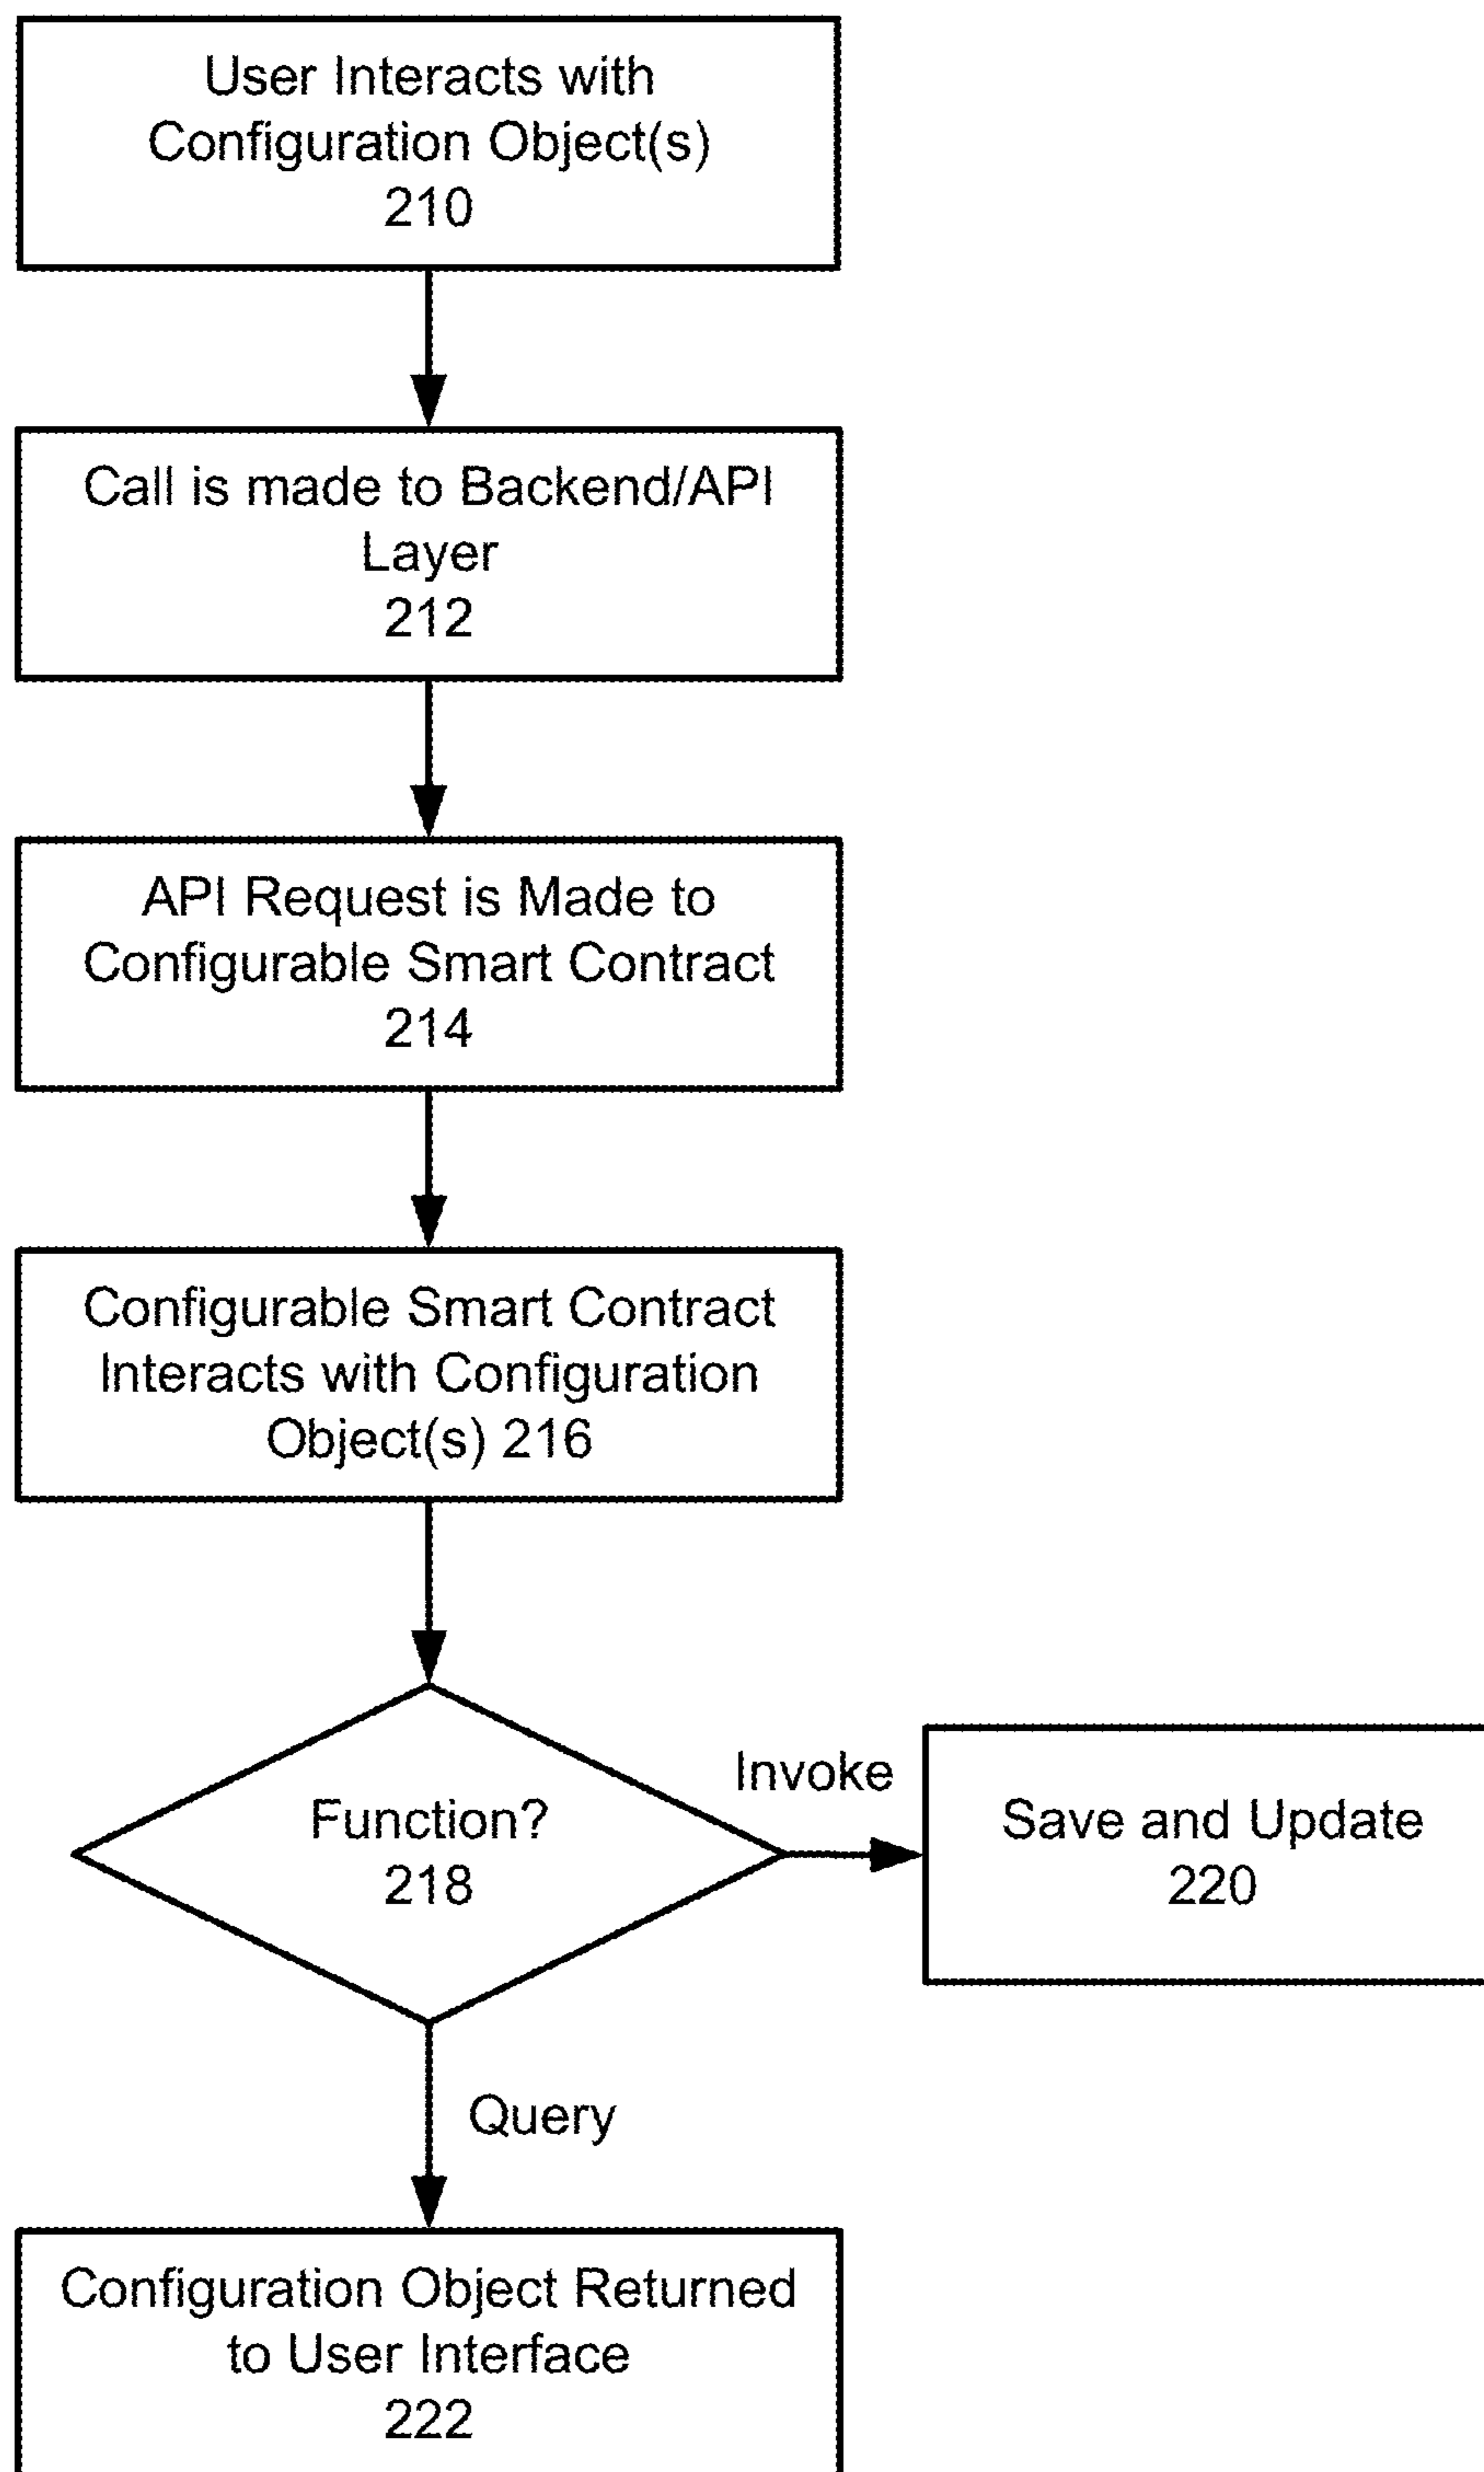 User Interacts with
Configuration Object(s)
210
Call is made to Backend/API
Layer
212
API Request is Made to
Configurable Smart Contract
214
Configurable Smart Contract
Interacts with Configuration
Object(s) 216
Function?
218
Invoke
Save and Update
220
Query
Configuration Object Returned
to User Interface
222